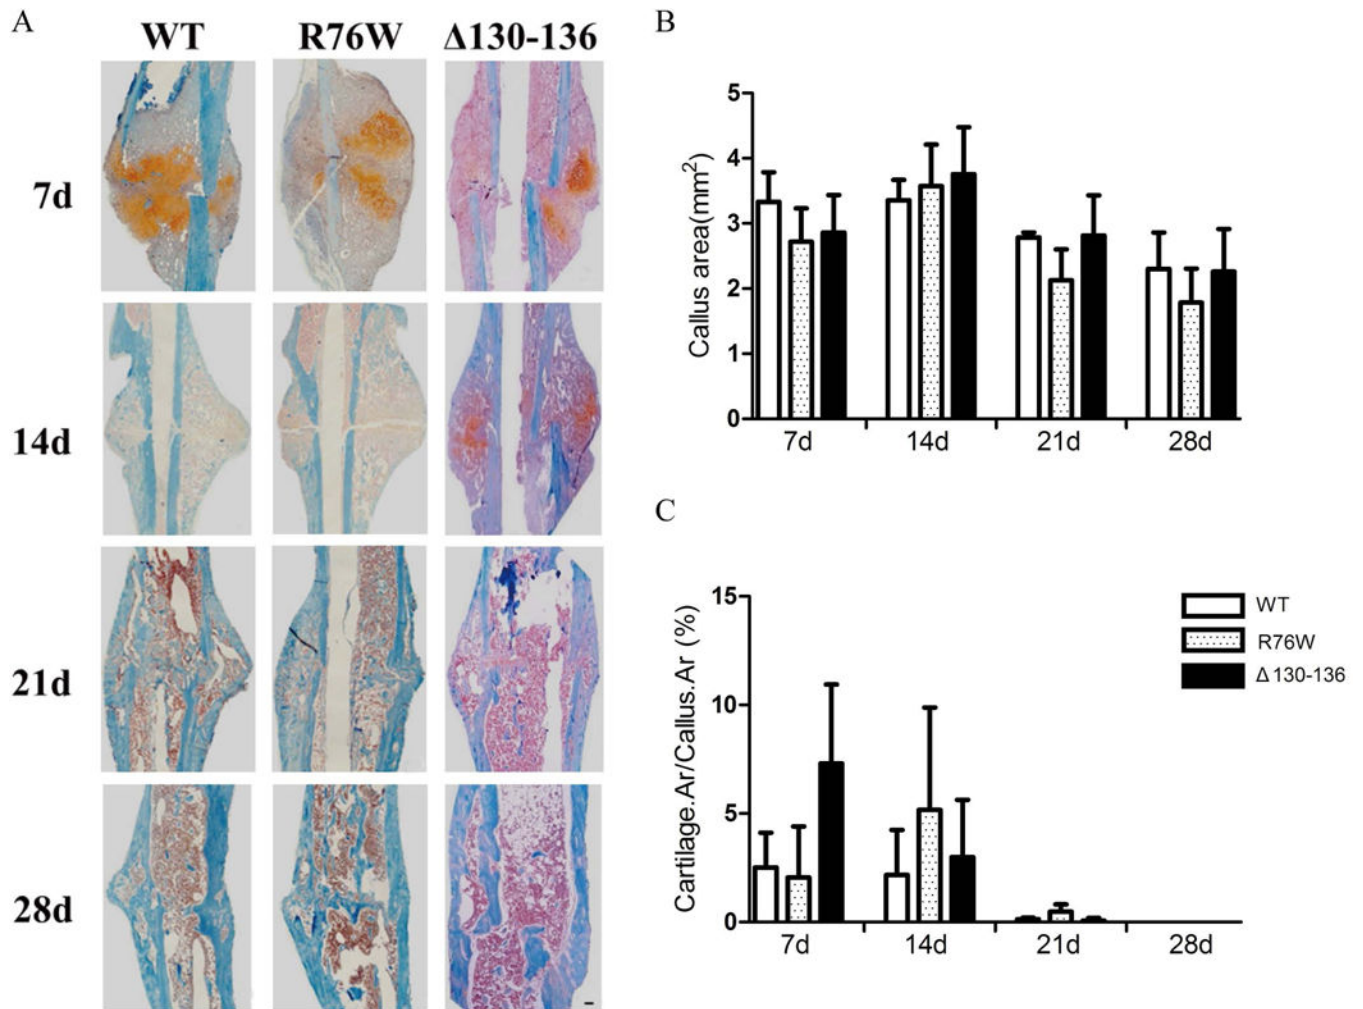 A
WT R76W Δ130-136
7d
14d
21d
28d
B
Callus area(mm²)
5
4
3
2
1
0
7d 14d 21d 28d
C
Cartilage.Ar/Callus.Ar (%)
15
10
5
0
7d 14d 21d 28d
WT
R76W
Δ 130-136